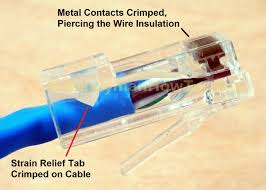 Metal Contacts Crimped,
Piercing the Wire Insulation
Strain Relief Tab
Crimped on Cable